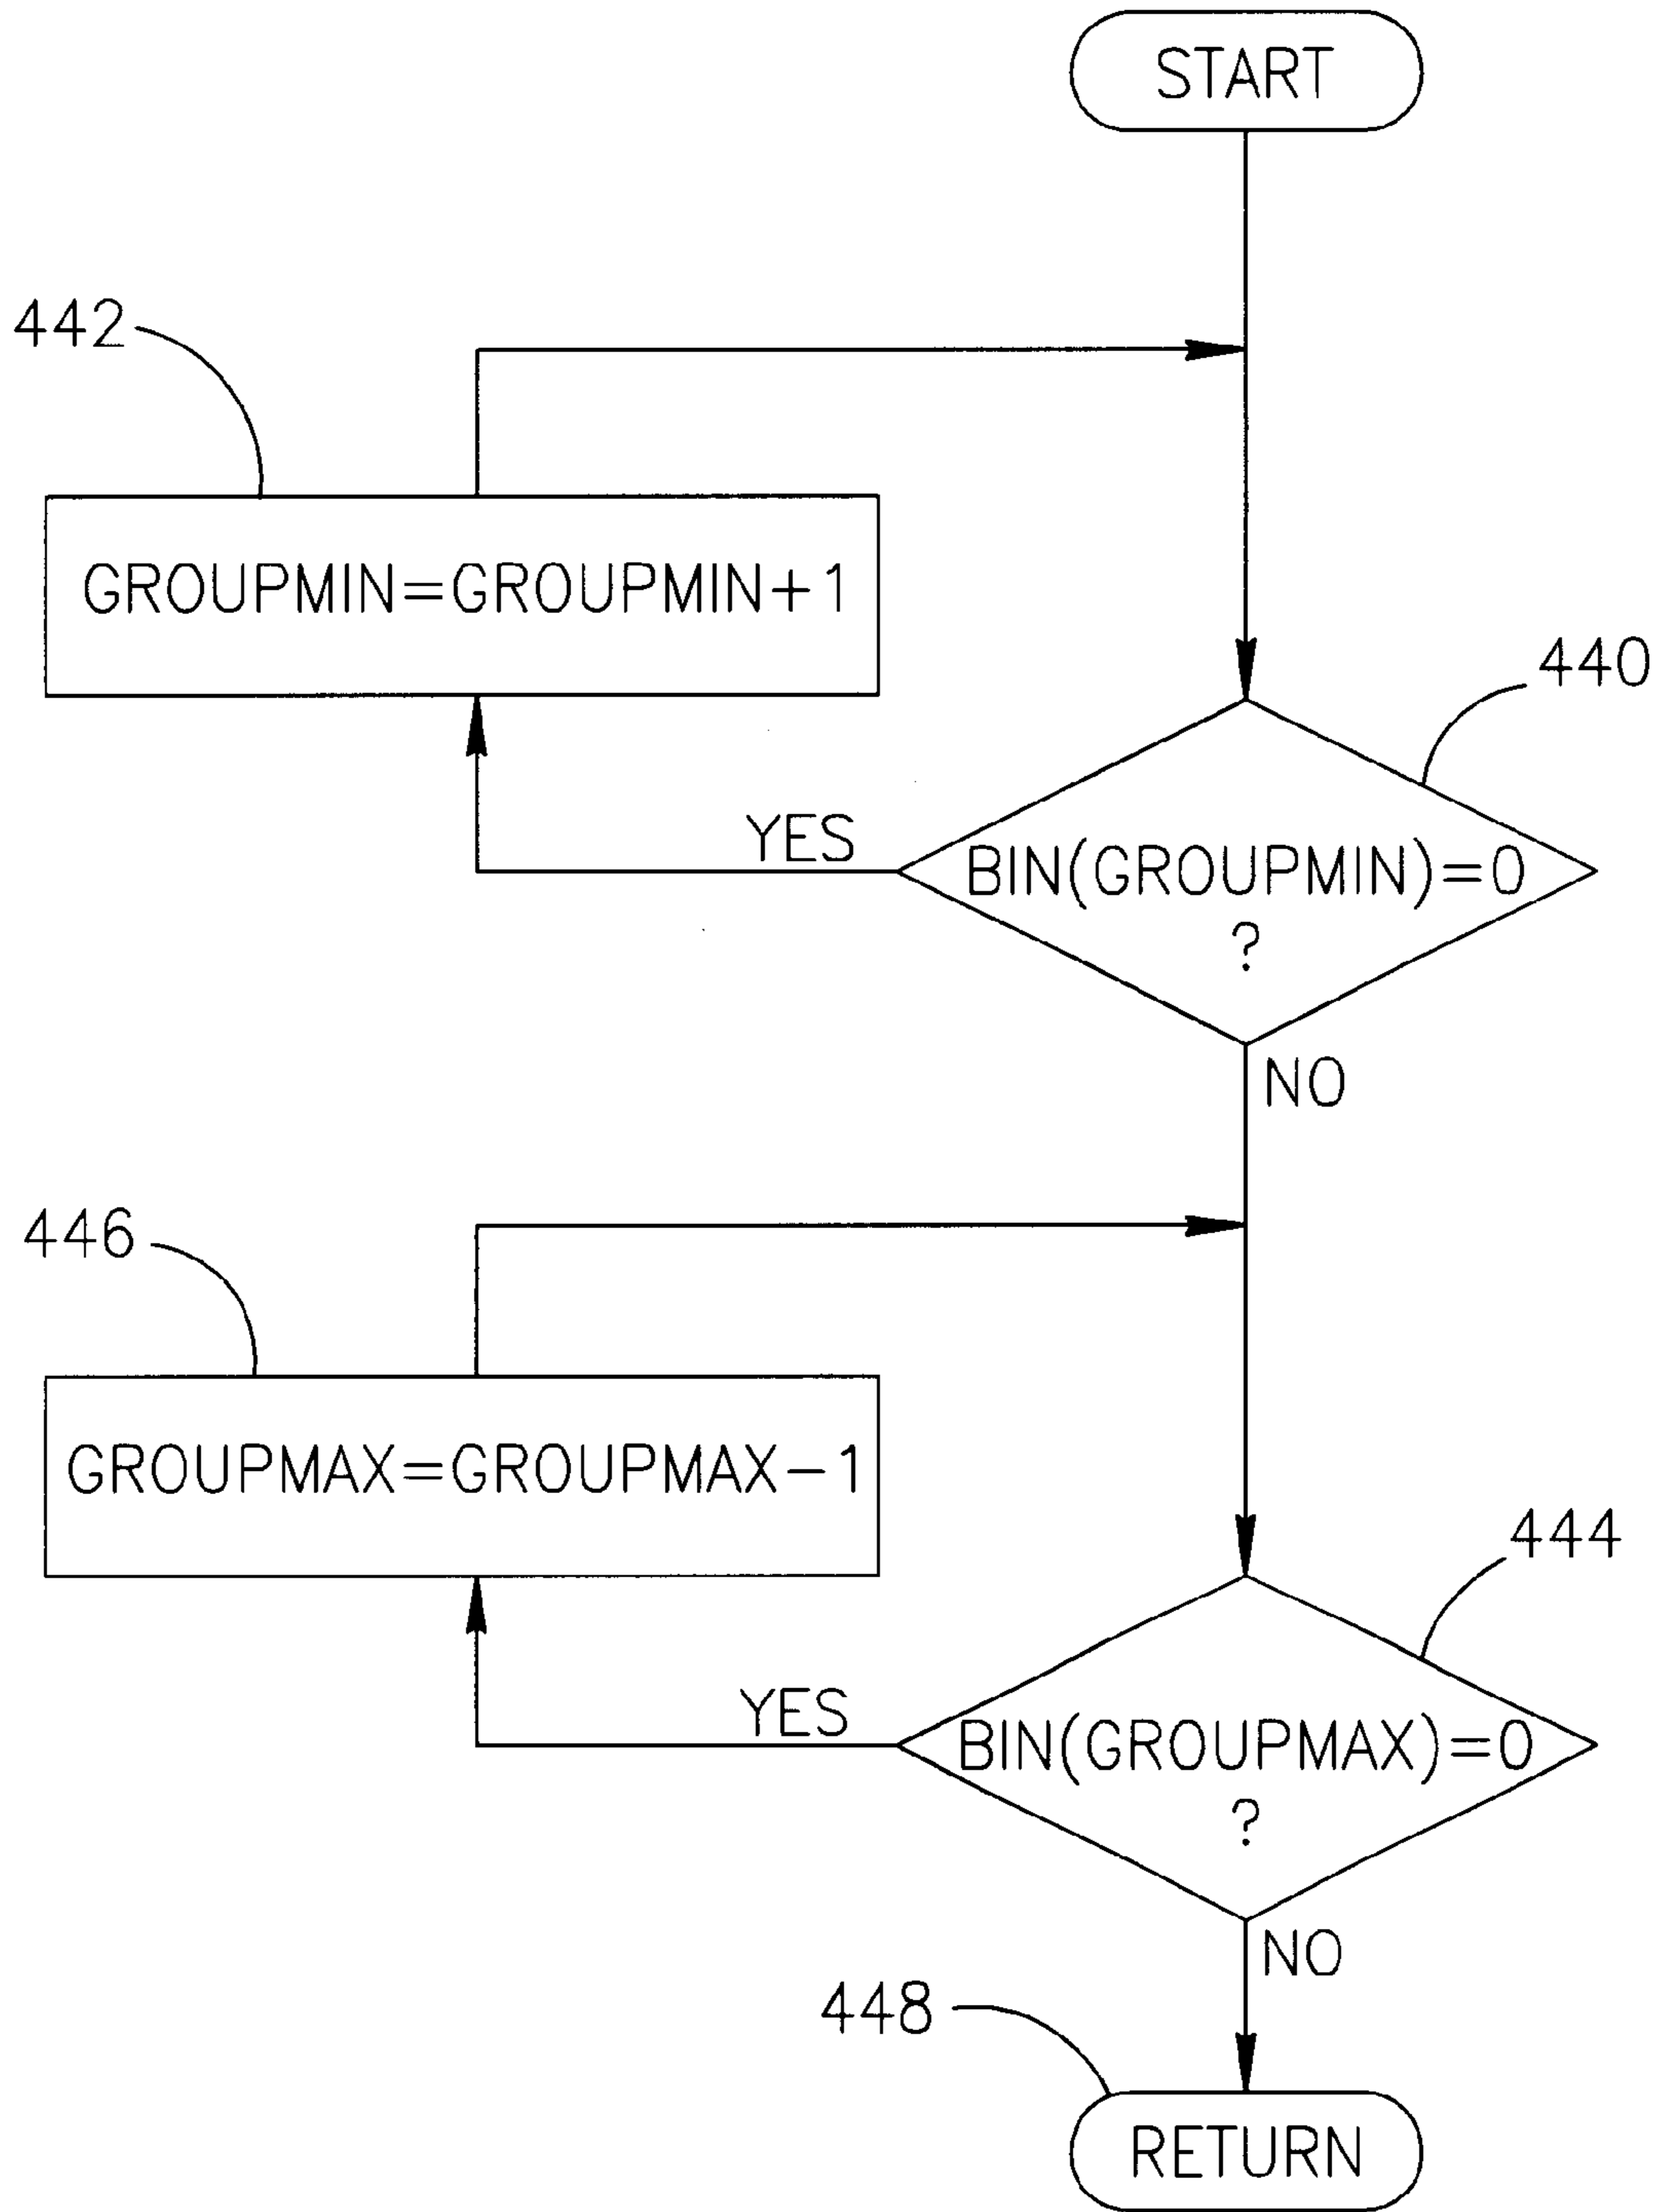 START
442
GROUPMIN=GROUPMIN+1
440
YES
BIN(GROUPMIN)=0
?
NO
446
GROUPMAX=GROUPMAX-1
444
YES
BIN(GROUPMAX)=0
?
NO
448
RETURN